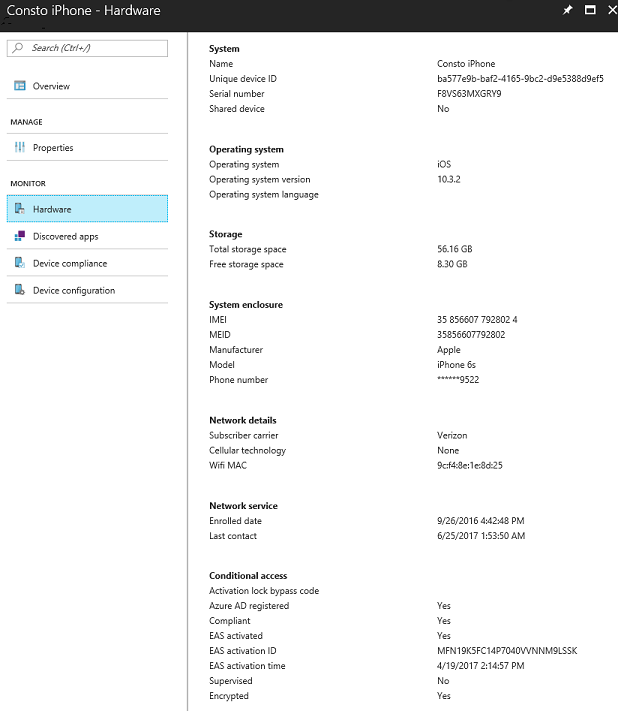 Consto iPhone - Hardware
Search (Ctrl+/)
Overview
MANAGE
Properties
MONITOR
Hardware
Discovered apps
Device compliance
Device configuration
System
Name Consto iPhone
Unique device ID ba577e9b-baf2-4165-9bc2-d9e5388d9ef5
Serial number F8VS63MXGRY9
Shared device No
Operating system
Operating system iOS
Operating system version 10.3.2
Operating system language
Storage
Total storage space 56.16 GB
Free storage space 8.30 GB
System enclosure
IMEI 35 856607 792802 4
MEID 35856607792802
Manufacturer Apple
Model iPhone 6s
Phone number ******9522
Network details
Subscriber carrier Verizon
Cellular technology None
Wifi MAC 9c:f4:8e:1e:8d:25
Network service
Enrolled date 9/26/2016 4:42:48 PM
Last contact 6/25/2017 1:53:50 AM
Conditional access
Activation lock bypass code
Azure AD registered Yes
Compliant Yes
EAS activated Yes
EAS activation ID MFN19K5FC14P7040VVNNM9LSSK
EAS activation time 4/19/2017 2:14:57 PM
Supervised No
Encrypted Yes